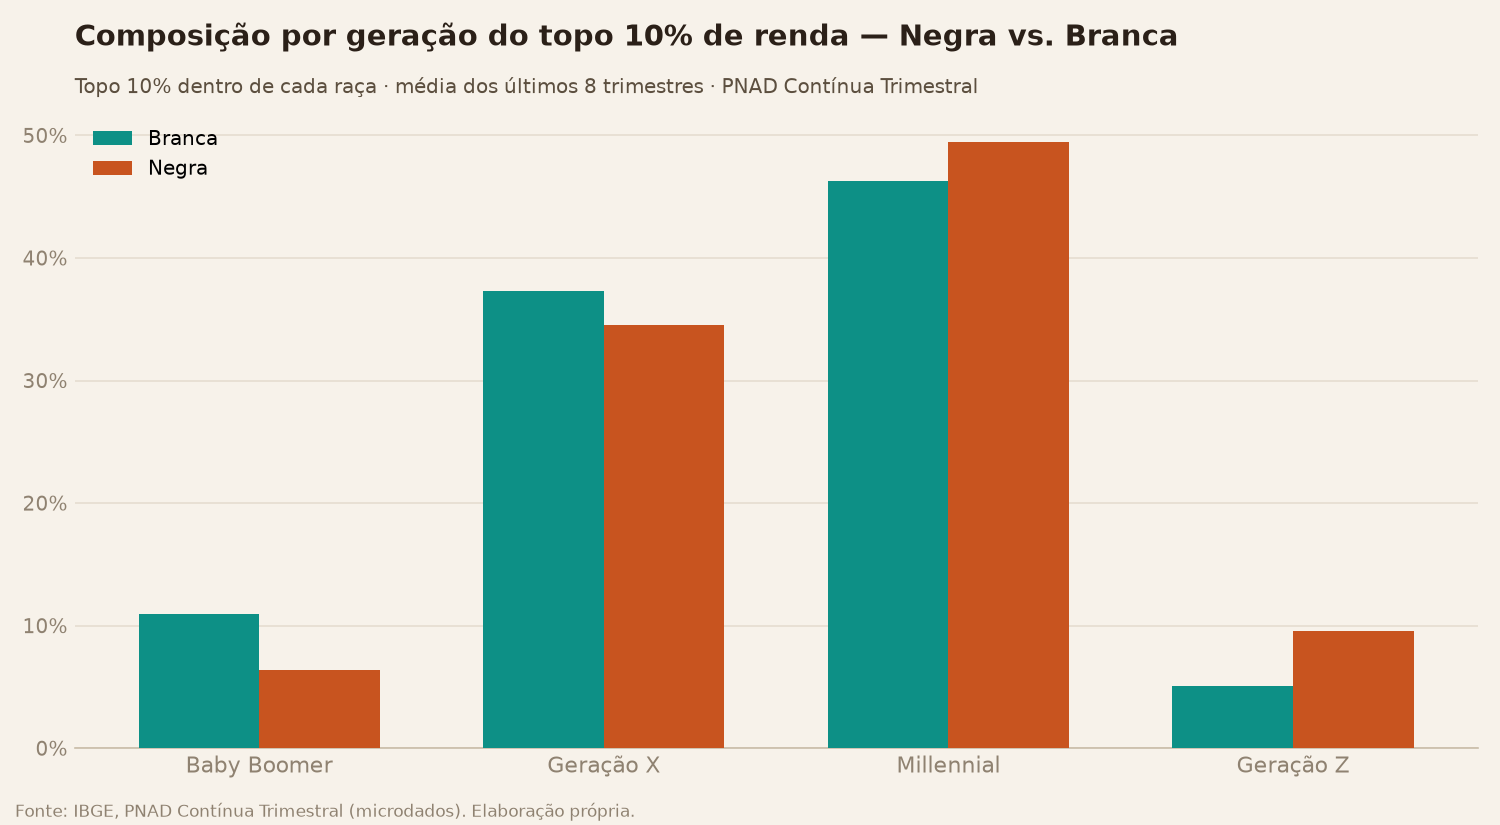 Composição por geração do topo 10% de renda — Negra vs. Branca
Topo 10% dentro de cada raça · média dos últimos 8 trimestres · PNAD Contínua Trimestral
Branca
Negra
50%
40%
30%
20%
10%
0%
Baby Boomer
Geração X
Millennial
Geração Z
Fonte: IBGE, PNAD Contínua Trimestral (microdados). Elaboração própria.